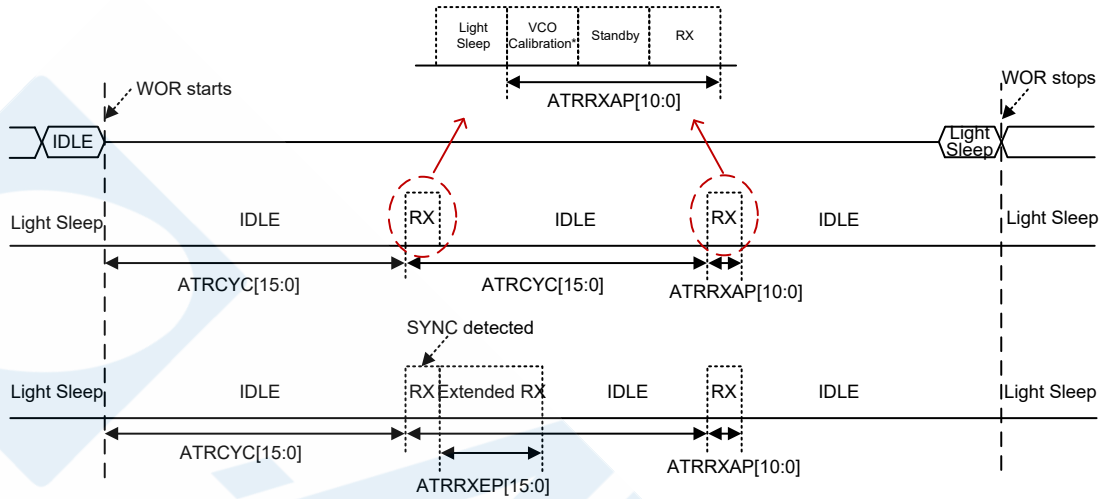 Light
Sleep
VCO
Calibration*
Standby
RX
ATRRXAP[10:0]
WOR starts
WOR stops
IDLE
Light
Sleep
Light Sleep
IDLE
RX
IDLE
RX
IDLE
Light Sleep
ATRCYC[15:0]
ATRCYC[15:0]
ATRRXAP[10:0]
SYNC detected
Light Sleep
IDLE
RX
Extended RX
IDLE
RX
IDLE
Light Sleep
ATRCYC[15:0]
ATRRXAP[10:0]
ATRRXEP[15:0]